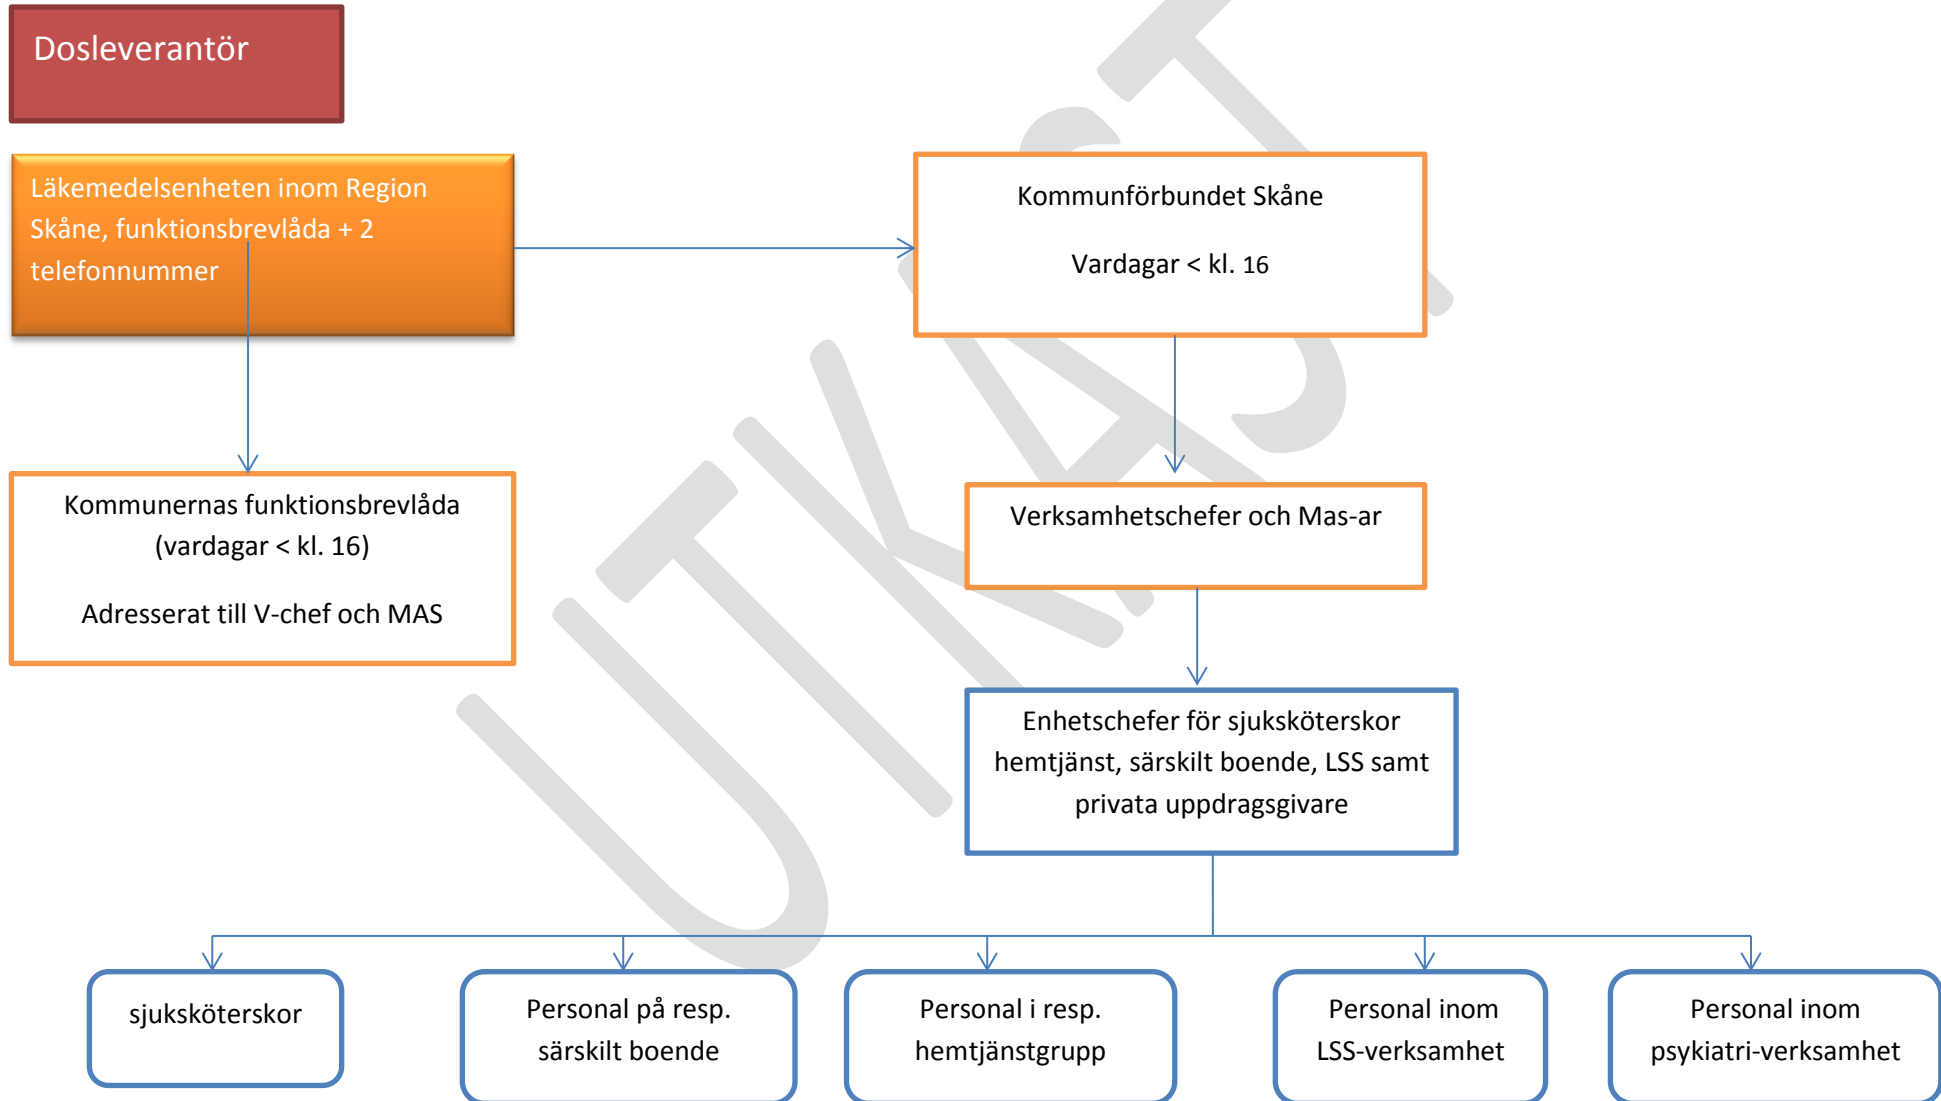 Dosleverantör
Läkemedelsenheten inom Region
Skåne, funktionsbrevlåda + 2
telefonnummer
Kommunförbundet Skåne
Vardagar < kl. 16
Kommunernas funktionsbrevlåda
(vardagar < kl. 16)
Adresserat till V-chef och MAS
Verksamhetschefer och Mas-ar
Enhetschefer för sjuksköterskor
hemtjänst, särskilt boende, LSS samt
privata uppdragsgivare
sjuksköterskor
Personal på resp.
särskilt boende
Personal i resp.
hemtjänstgrupp
Personal inom
LSS-verksamhet
Personal inom
psykiatri-verksamhet
UTKAST